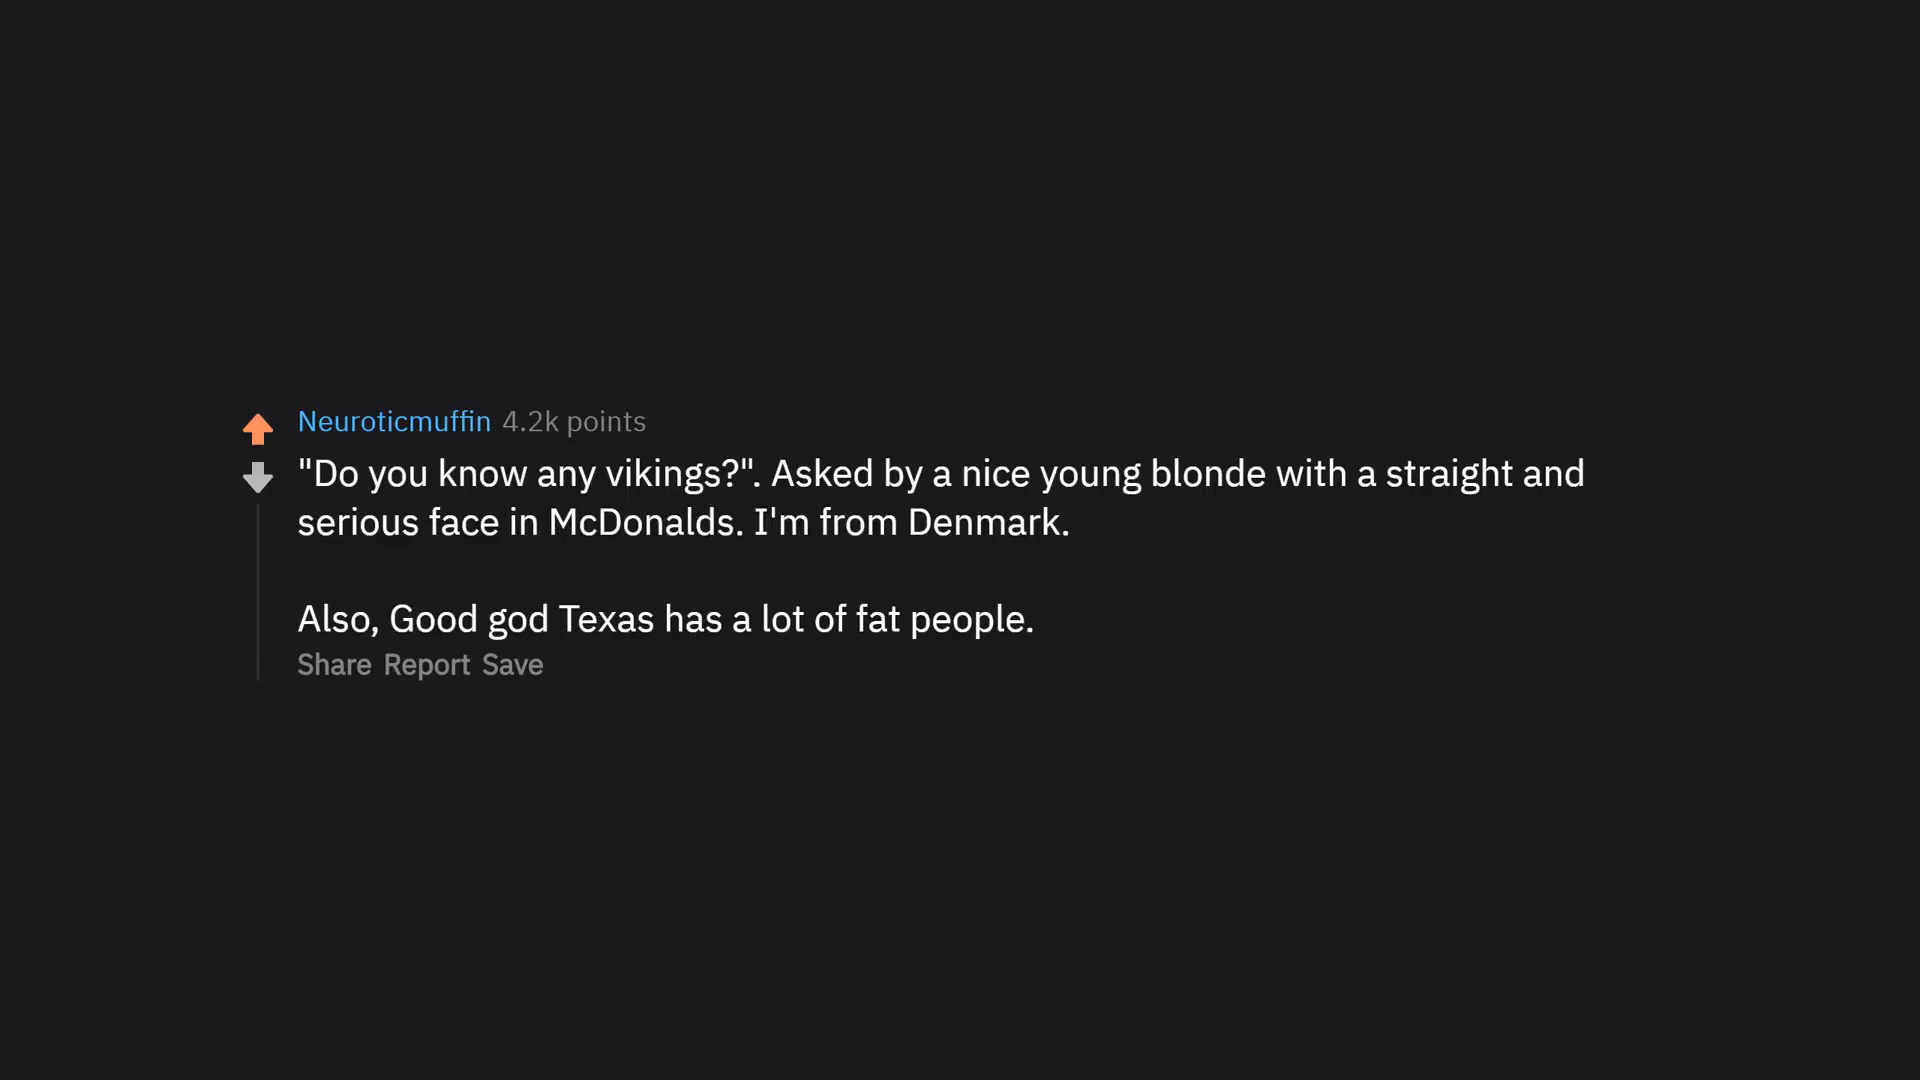 Neuroticmuffin 4.2k points
"Do you know any vikings?". Asked by a nice young blonde with a straight and
serious face in McDonalds. I'm from Denmark.
Also, Good god Texas has a lot of fat people.
Share Report Save